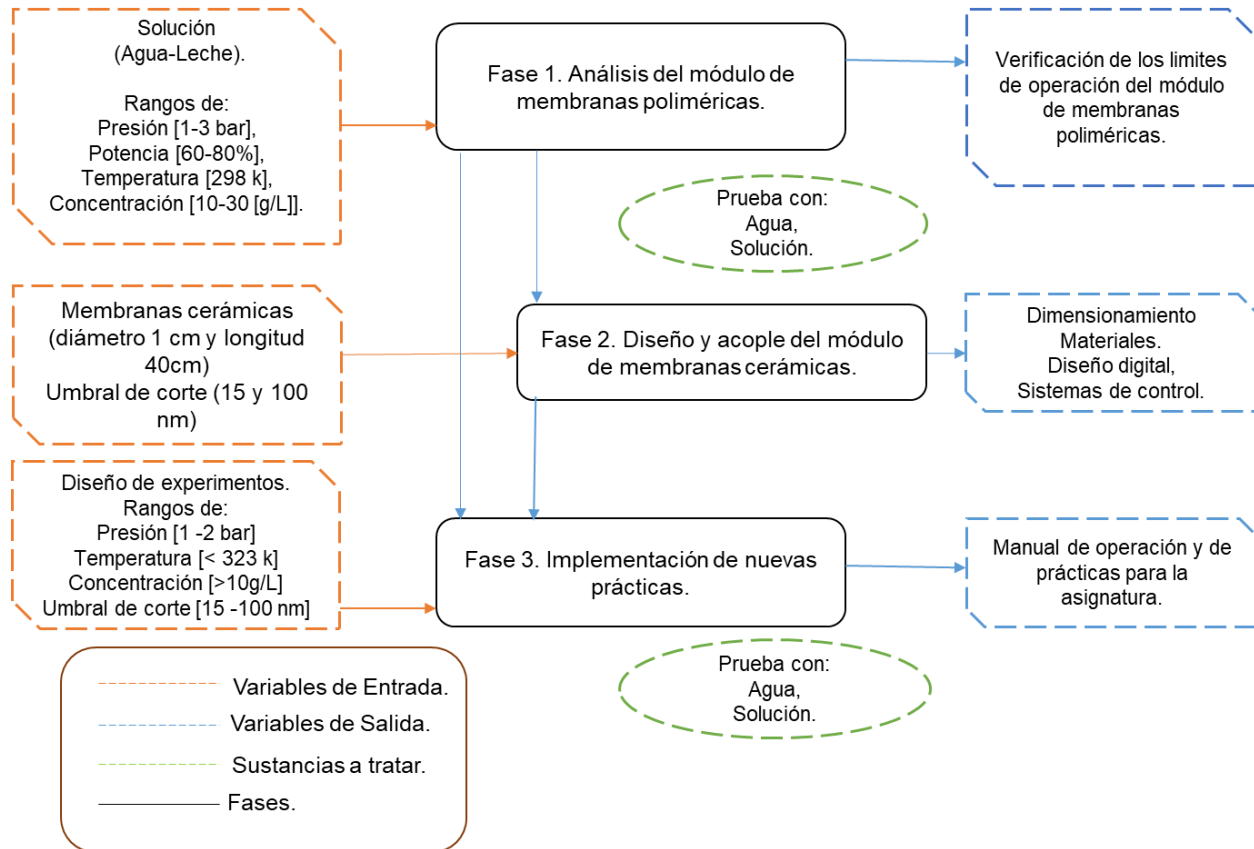 Solución
(Agua-Leche).
Rangos de:
Presión [1-3 bar],
Potencia [60-80%],
Temperatura [298 k],
Concentración [10-30 [g/L]].
Fase 1. Análisis del módulo de
membranas poliméricas.
Verificación de los limites
de operación del módulo
de membranas
poliméricas.
Prueba con:
Agua,
Solución.
Membranas cerámicas
(diámetro 1 cm y longitud
40cm)
Umbral de corte (15 y 100
nm)
Fase 2. Diseño y acople del módulo
de membranas cerámicas.
Dimensionamiento
Materiales.
Diseño digital,
Sistemas de control.
Diseño de experimentos.
Rangos de:
Presión [1 -2 bar]
Temperatura [< 323 k]
Concentración [>10g/L]
Umbral de corte [15 -100 nm]
Fase 3. Implementación de nuevas
prácticas.
Manual de operación y de
prácticas para la
asignatura.
Prueba con:
Agua,
Solución.
Variables de Entrada.
Variables de Salida.
Sustancias a tratar.
Fases.